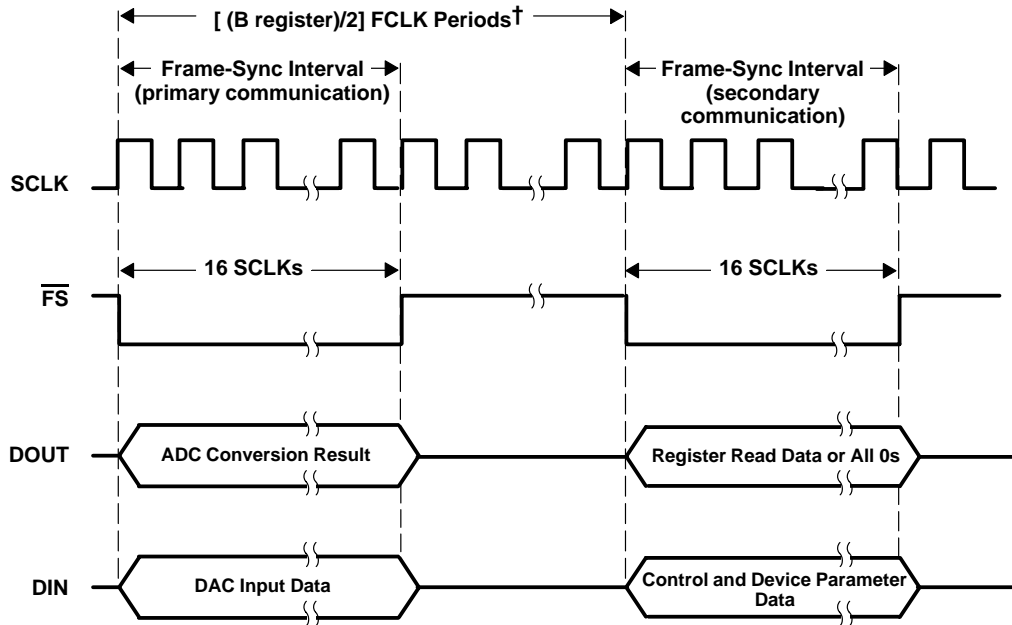 [ (B register)/2] FCLK Periods†
Frame-Sync Interval
(primary communication)
Frame-Sync Interval
(secondary
communication)
SCLK
16 SCLKs
16 SCLKs
FS
DOUT
ADC Conversion Result
Register Read Data or All 0s
DIN
DAC Input Data
Control and Device Parameter
Data